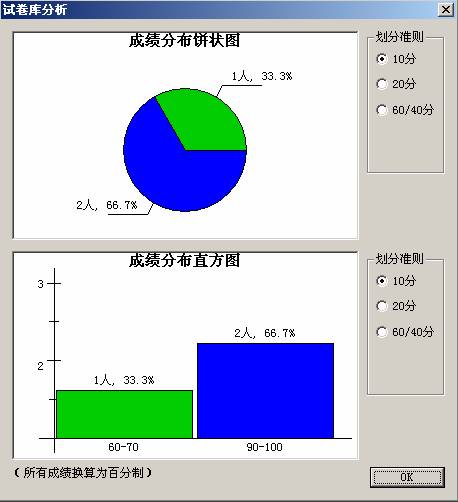 试卷库分析
成绩分布饼状图
1人, 33.3%
2人, 66.7%
划分准则
10分
20分
60/40分
成绩分布直方图
3
2
2人, 66.7%
1人, 33.3%
60-70
90-100
划分准则
10分
20分
60/40分
(所有成绩换算为百分制)
OK